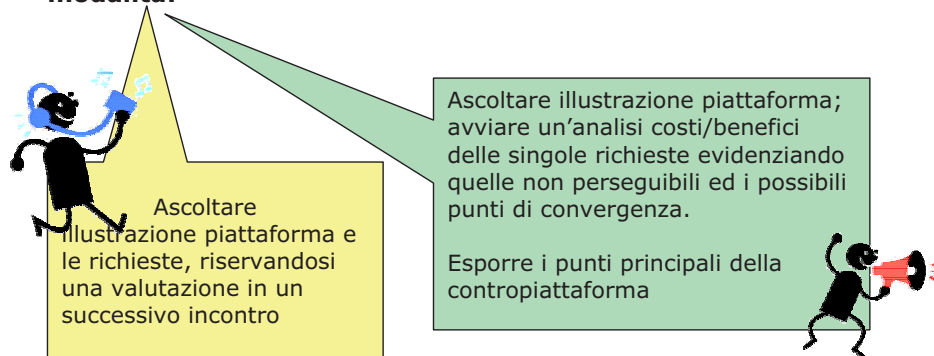 modalità:
Ascoltare
illustrazione piattaforma e
le richieste, riservandosi
una valutazione in un
successivo incontro
Ascoltare illustrazione piattaforma;
avviare un’analisi costi/benefici
delle singole richieste evidenziando
quelle non perseguibili ed i possibili
punti di convergenza.
Esporre i punti principali della
contropiattaforma